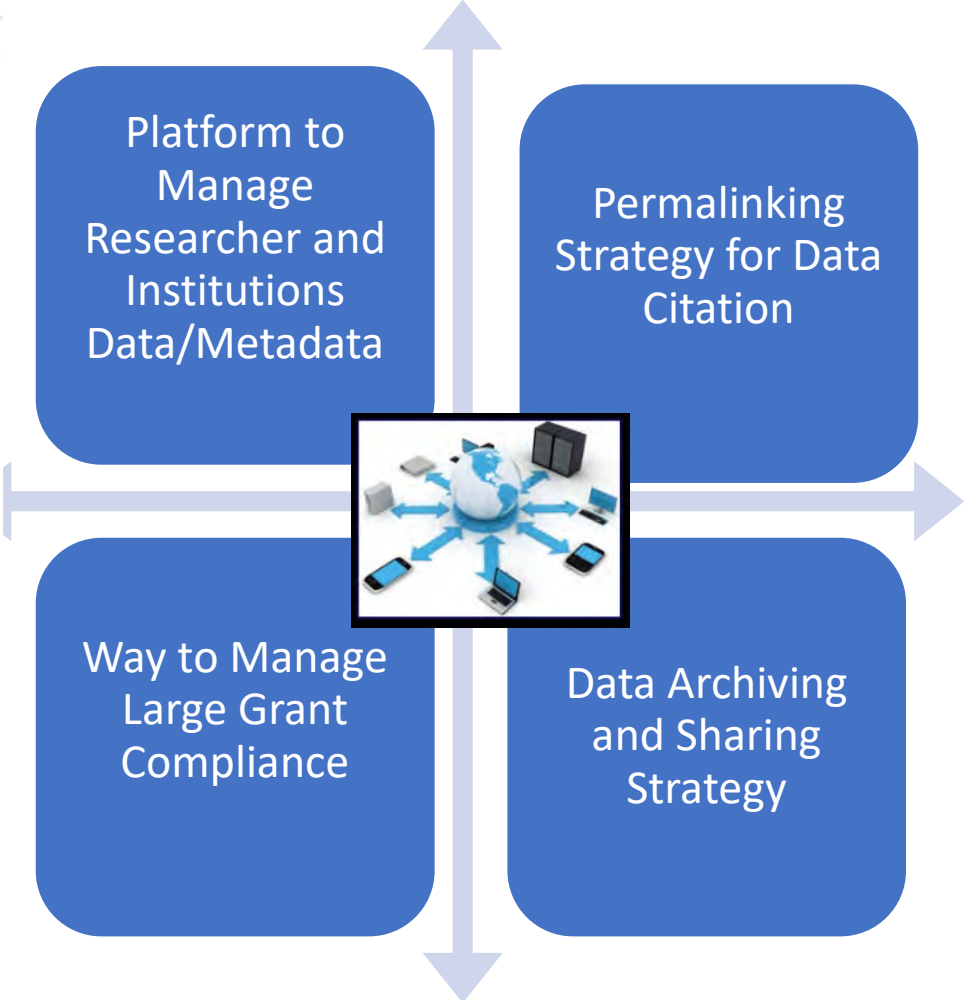 Platform to
Manage
Researcher and
Institutions
Data/Metadata
Permalinking
Strategy for Data
Citation
Way to Manage
Large Grant
Compliance
Data Archiving
and Sharing
Strategy